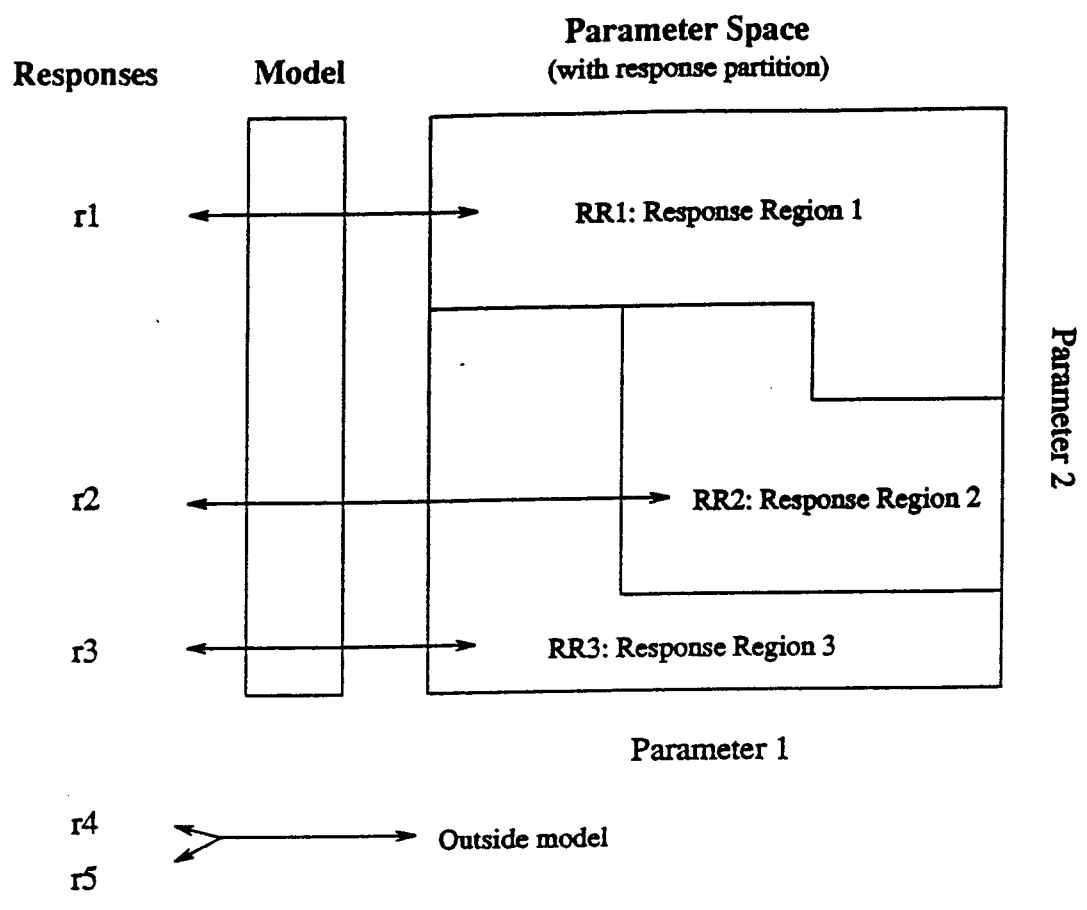 Parameter Space
(with response partition)
Responses
Model
r1
RR1: Response Region 1
Parameter 2
r2
RR2: Response Region 2
r3
RR3: Response Region 3
Parameter 1
r4
Outside model
r5